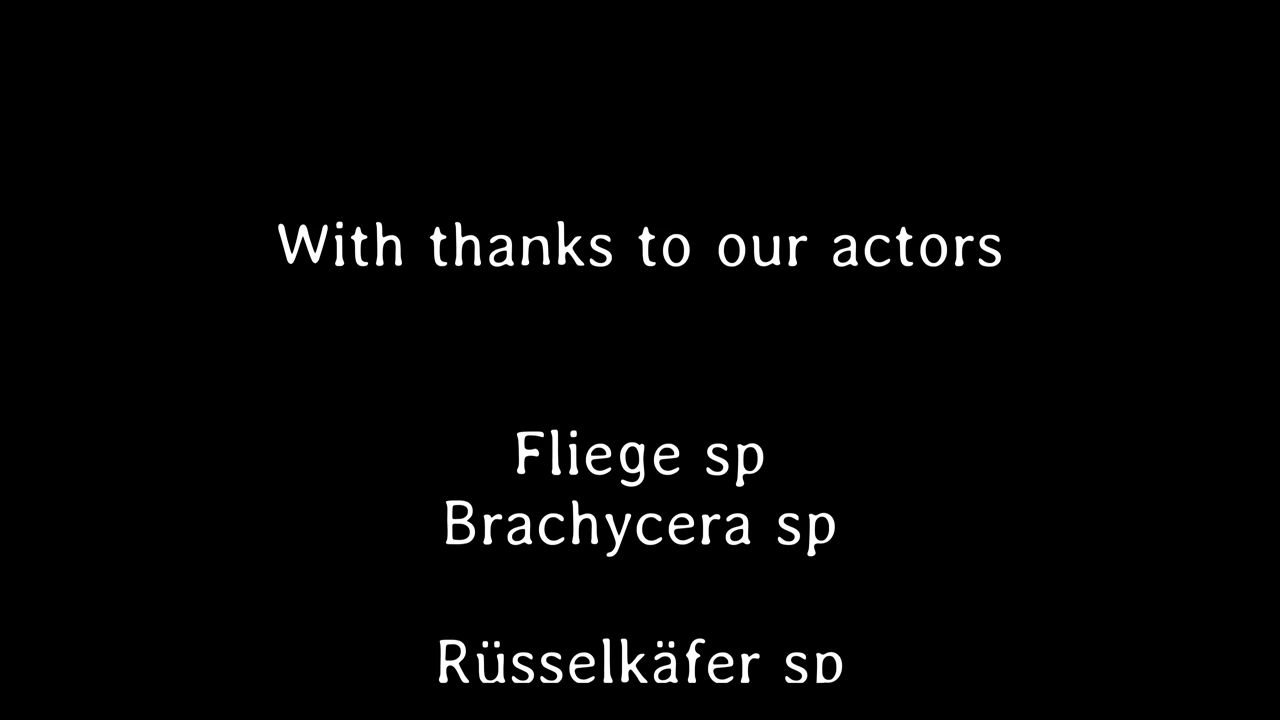 With thanks to our actors
Fliege sp
Brachycera sp
Rüsselkäfer sp